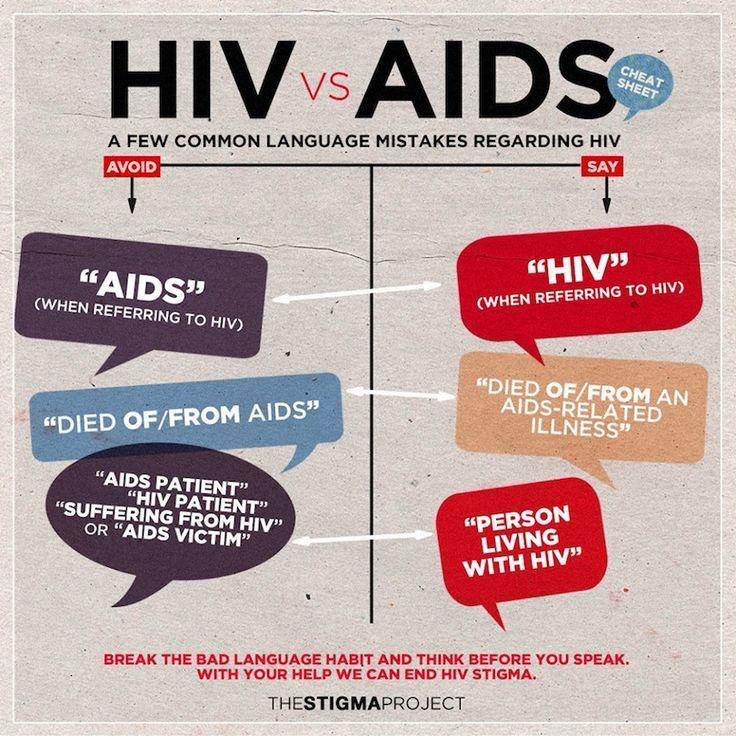 HIV VS AIDS
CHEAT
SHEET
A FEW COMMON LANGUAGE MISTAKES REGARDING HIV
AVOID
SAY
“AIDS”
(WHEN REFERRING TO HIV)
“HIV”
(WHEN REFERRING TO HIV)
“DIED OF/FROM AIDS”
“DIED OF/FROM AN
AIDS-RELATED
ILLNESS”
“AIDS PATIENT”
“HIV PATIENT”
“SUFFERING FROM HIV”
OR “AIDS VICTIM”
“PERSON
LIVING
WITH HIV”
BREAK THE BAD LANGUAGE HABIT AND THINK BEFORE YOU SPEAK.
WITH YOUR HELP WE CAN END HIV STIGMA.
THESTIGMAPROJECT